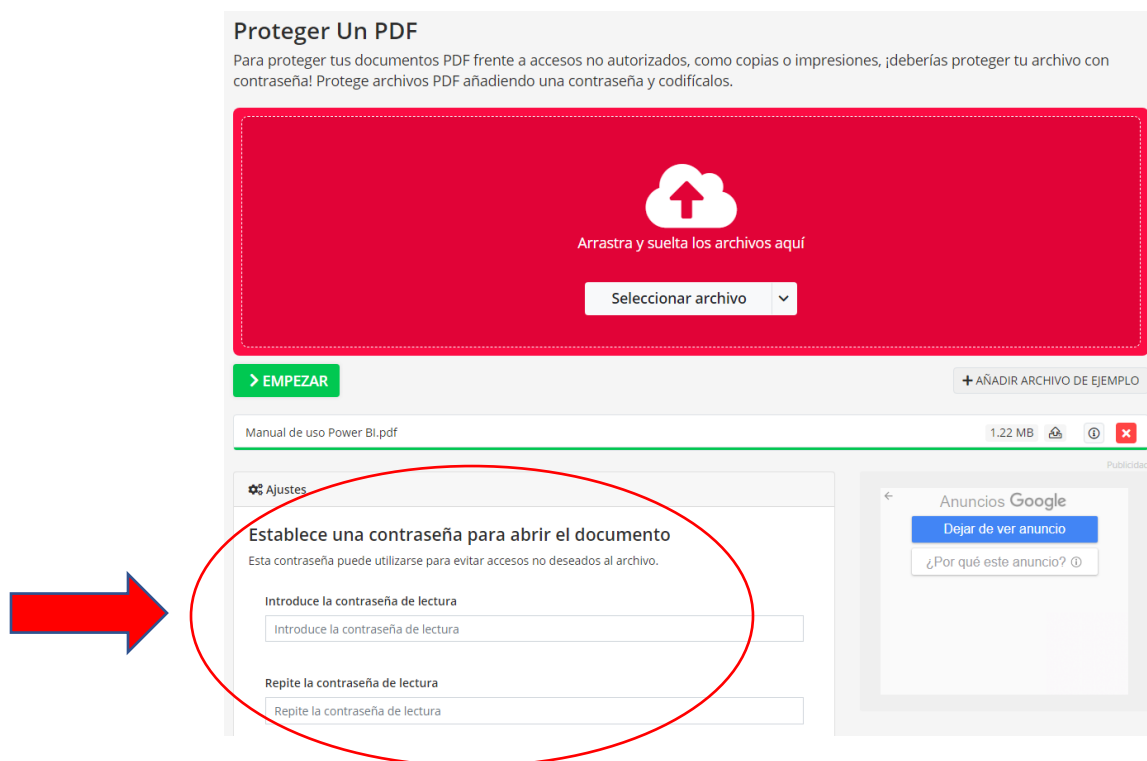 Proteger Un PDF
Para proteger tus documentos PDF frente a accesos no autorizados, como copias o impresiones, ¡deberías proteger tu archivo con
contraseña! Protege archivos PDF añadiendo una contraseña y codifícalos.
Arrastra y suelta los archivos aquí
Seleccionar archivo
EMPEZAR
+ AÑADIR ARCHIVO DE EJEMPLO
Manual de uso Power BI.pdf
1.22 MB
Publicidad
Ajustes
Establece una contraseña para abrir el documento
Esta contraseña puede utilizarse para evitar accesos no deseados al archivo.
Introduce la contraseña de lectura
Introduce la contraseña de lectura
Repite la contraseña de lectura
Repite la contraseña de lectura
Anuncios Google
Dejar de ver anuncio
¿Por qué este anuncio?